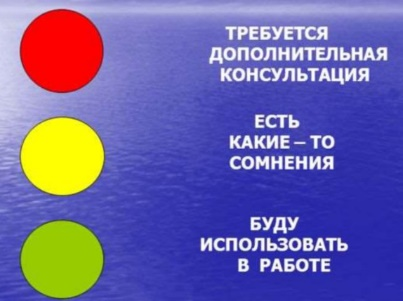 ТРЕБУЕТСЯ
ДОПОЛНИТЕЛЬНАЯ
КОНСУЛЬТАЦИЯ
ЕСТЬ
КАКИЕ – ТО
СОМНЕНИЯ
БУДУ
ИСПОЛЬЗОВАТЬ
В РАБОТЕ